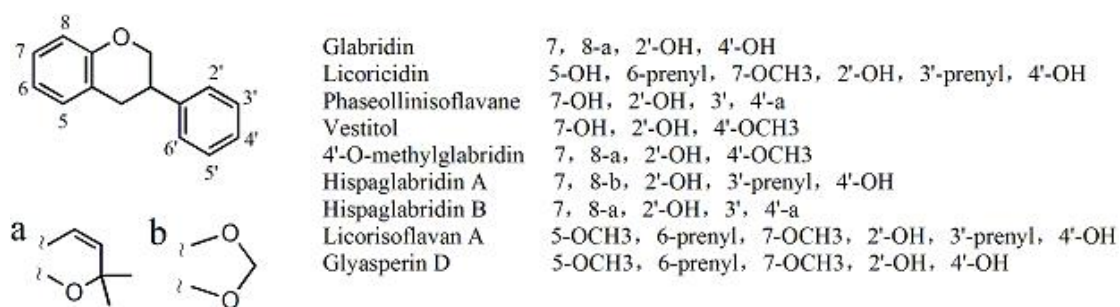 8
7
6
5
O
2'
3'
4'
5'
6'
a
O
b
O
O
Glabridin 7, 8-a, 2'-OH, 4'-OH
Licoricidin 5-OH, 6-prenyl, 7-OCH3, 2'-OH, 3'-prenyl, 4'-OH
Phaseollinisoflavane 7-OH, 2'-OH, 3', 4'-a
Vestitol 7-OH, 2'-OH, 4'-OCH3
4'-O-methylglabridin 7, 8-a, 2'-OH, 4'-OCH3
Hispaglabridin A 7, 8-b, 2'-OH, 3'-prenyl, 4'-OH
Hispaglabridin B 7, 8-a, 2'-OH, 3', 4'-a
Licorisoflavan A 5-OCH3, 6-prenyl, 7-OCH3, 2'-OH, 3'-prenyl, 4'-OH
Glyasperin D 5-OCH3, 6-prenyl, 7-OCH3, 2'-OH, 4'-OH